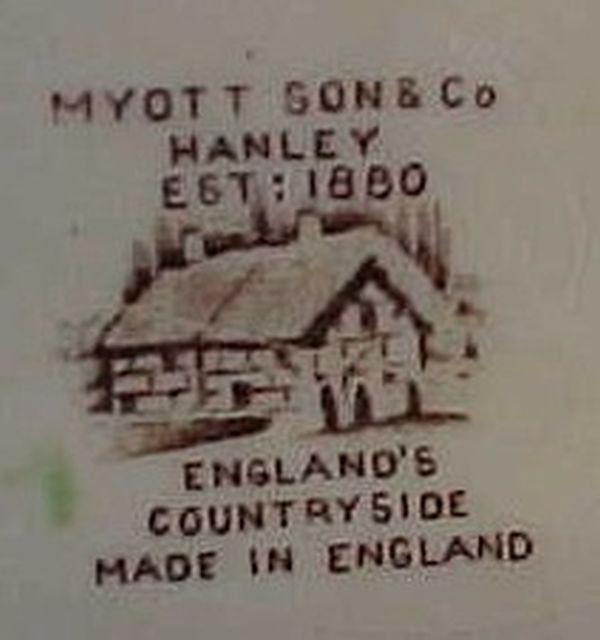 MYOTT SON & Co
HANLEY
EST: 1880
ENGLAND'S
COUNTRYSIDE
MADE IN ENGLAND